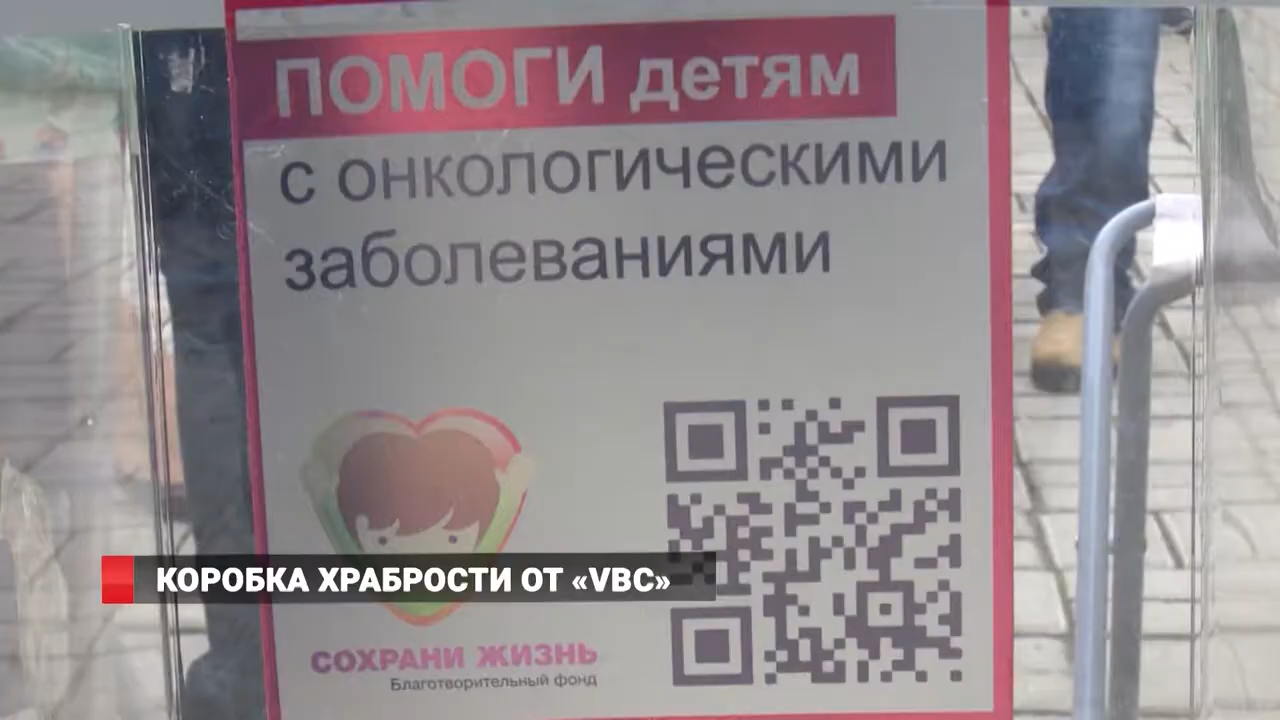 ПОМОГИ детям
с онкологическими
заболеваниями
КОРОБКА ХРАБРОСТИ ОТ «VBC»
СОХРАНИ ЖИЗНЬ
Благотворительный фонд